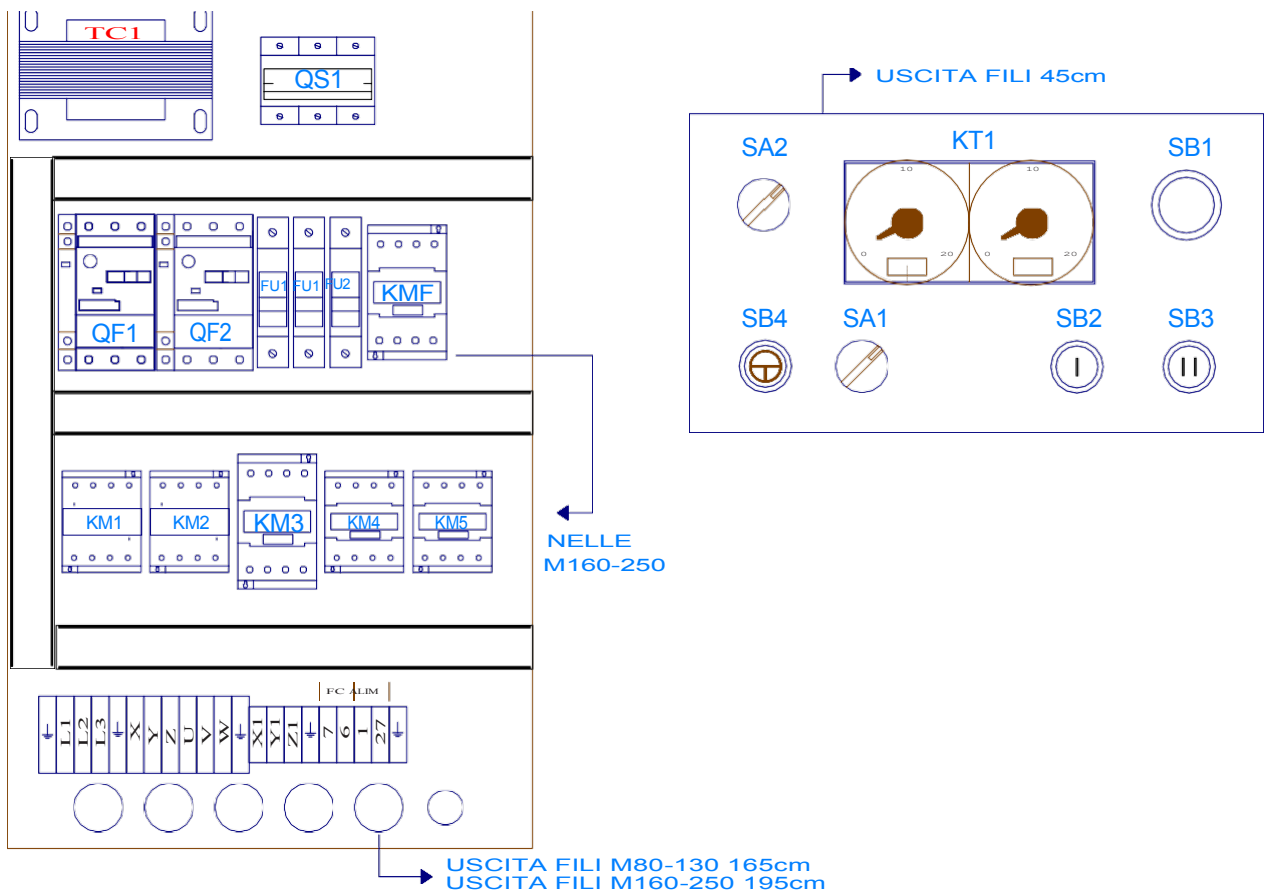 TC1
QS1
USCITA FILI 45cm
SA2
KT1
SB1
10
10
0
20
0
20
QF1
QF2
FU1
FU1
FU2
KMF
SB4
SA1
SB2
SB3
I
II
KM1
KM2
KM3
KM4
KM5
NELLE
M160-250
FC ALIM
L1 L2 L3 X Y Z U V W X1 Y1 Z1 7 6 1 27
USCITA FILI M80-130 165cm
USCITA FILI M160-250 195cm